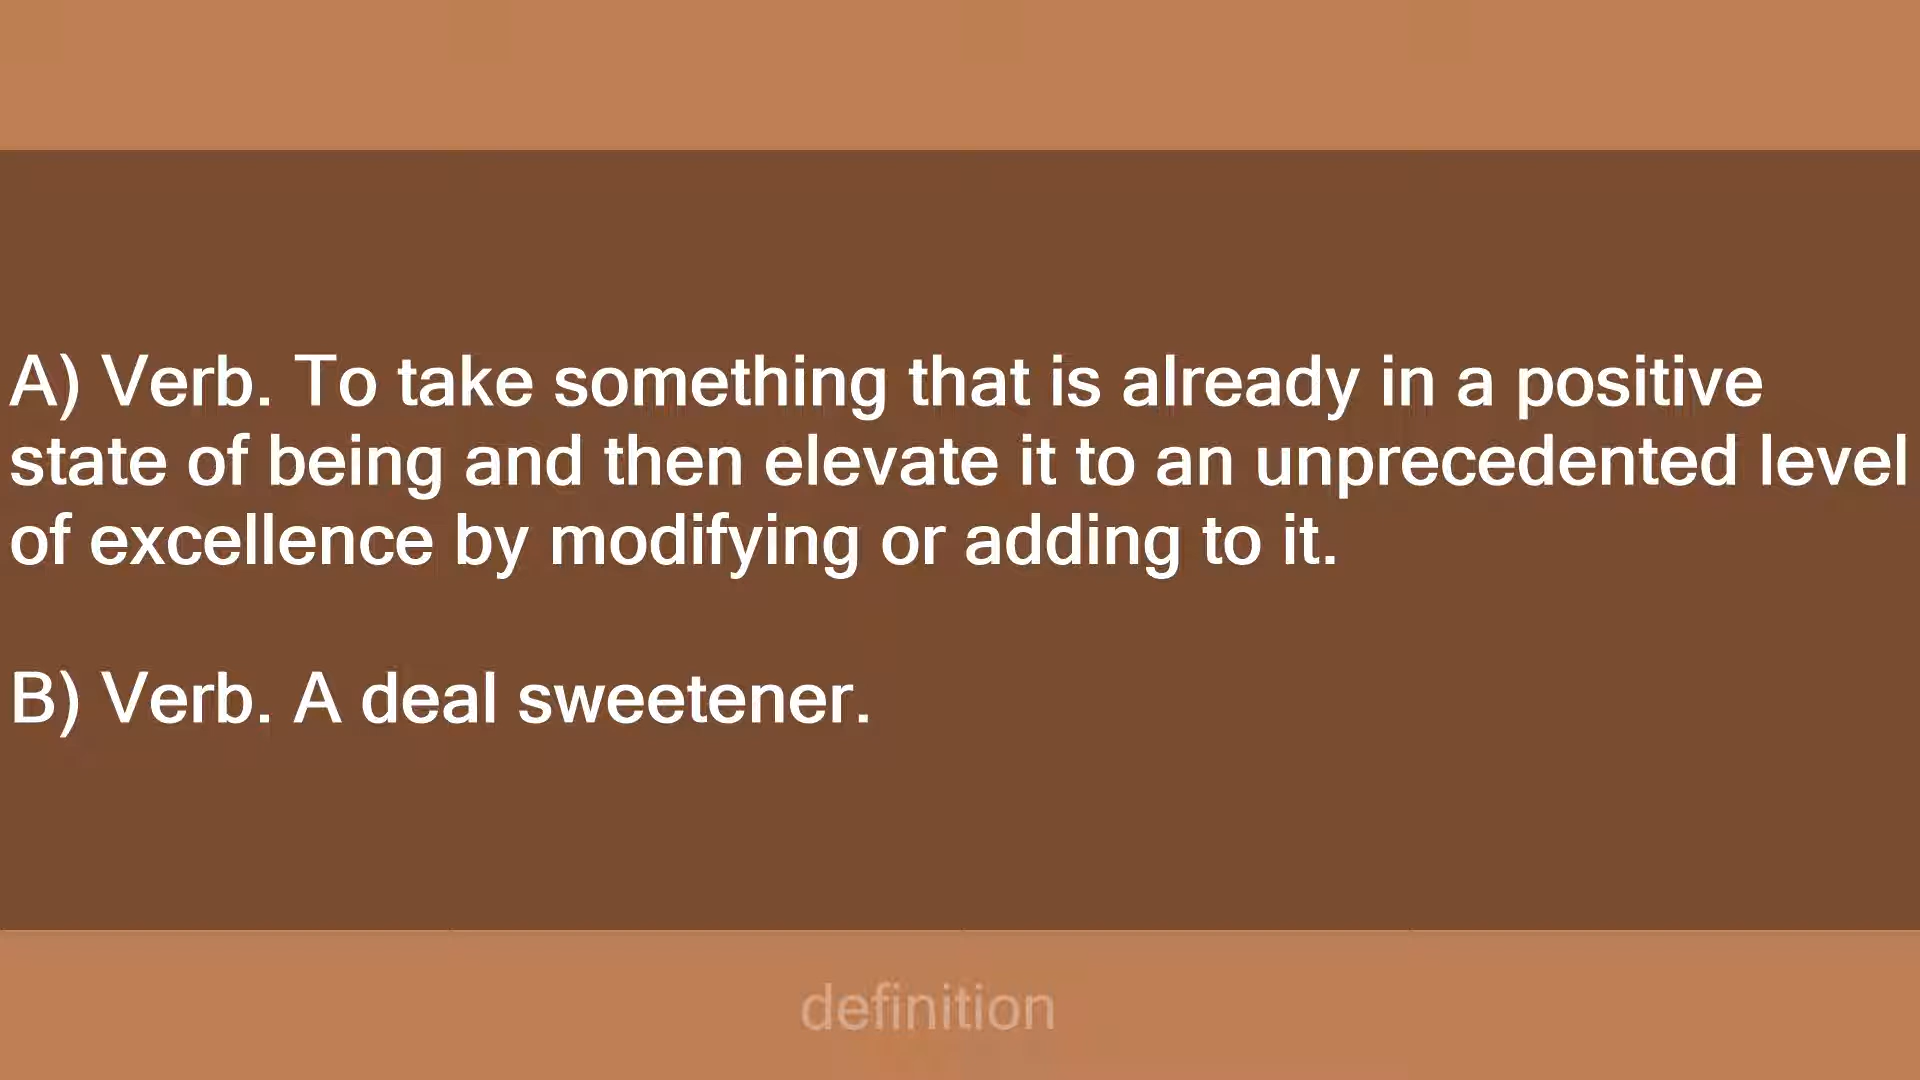 A) Verb. To take something that is already in a positive
state of being and then elevate it to an unprecedented level
of excellence by modifying or adding to it.
B) Verb. A deal sweetener.
definition